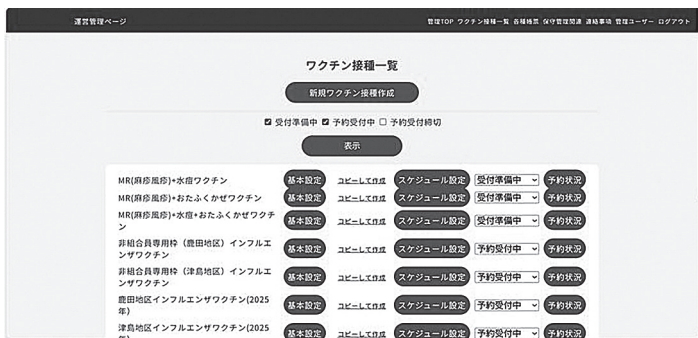 運営管理ページ
管理TOP ワクチン接種一覧 各種帳票 保守管理関連 連絡事項 管理ユーザー ログアウト
ワクチン接種一覧
新規ワクチン接種作成
受付準備中 予約受付中 予約受付締切
表示
MR(麻疹風疹)+水痘ワクチン 基本設定 コピーして作成 スケジュール設定 受付準備中 予約状況
MR(麻疹風疹)+おたふくかぜワクチン 基本設定 コピーして作成 スケジュール設定 受付準備中 予約状況
MR(麻疹風疹)+水痘+おたふくかぜワクチ
ン 基本設定 コピーして作成 スケジュール設定 受付準備中 予約状況
非組合員専用枠（鹿田地区）インフルエ
ンザワクチン 基本設定 コピーして作成 スケジュール設定 予約受付中 予約状況
非組合員専用枠（津島地区）インフルエ
ンザワクチン 基本設定 コピーして作成 スケジュール設定 予約受付中 予約状況
鹿田地区インフルエンザワクチン(2025
年) 基本設定 コピーして作成 スケジュール設定 予約受付中 予約状況
津島地区インフルエンザワクチン(2025
基本設定 コピーして作成 スケジュール設定 予約受付中 予約状況